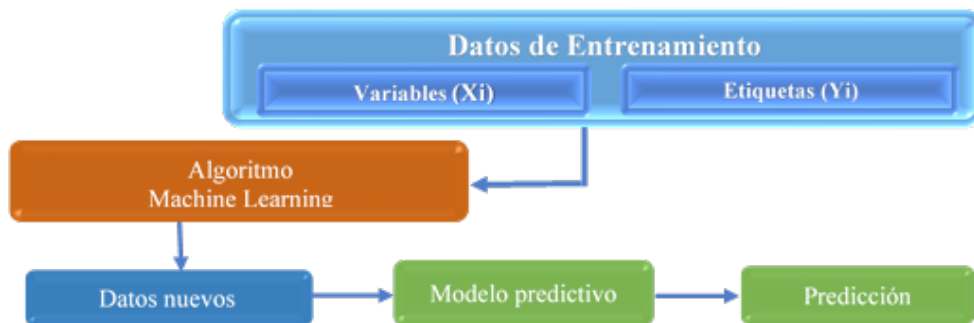 Datos de Entrenamiento
Variables (Xi)
Etiquetas (Yi)
Algoritmo
Machine Learning
Datos nuevos
Modelo predictivo
Predicción